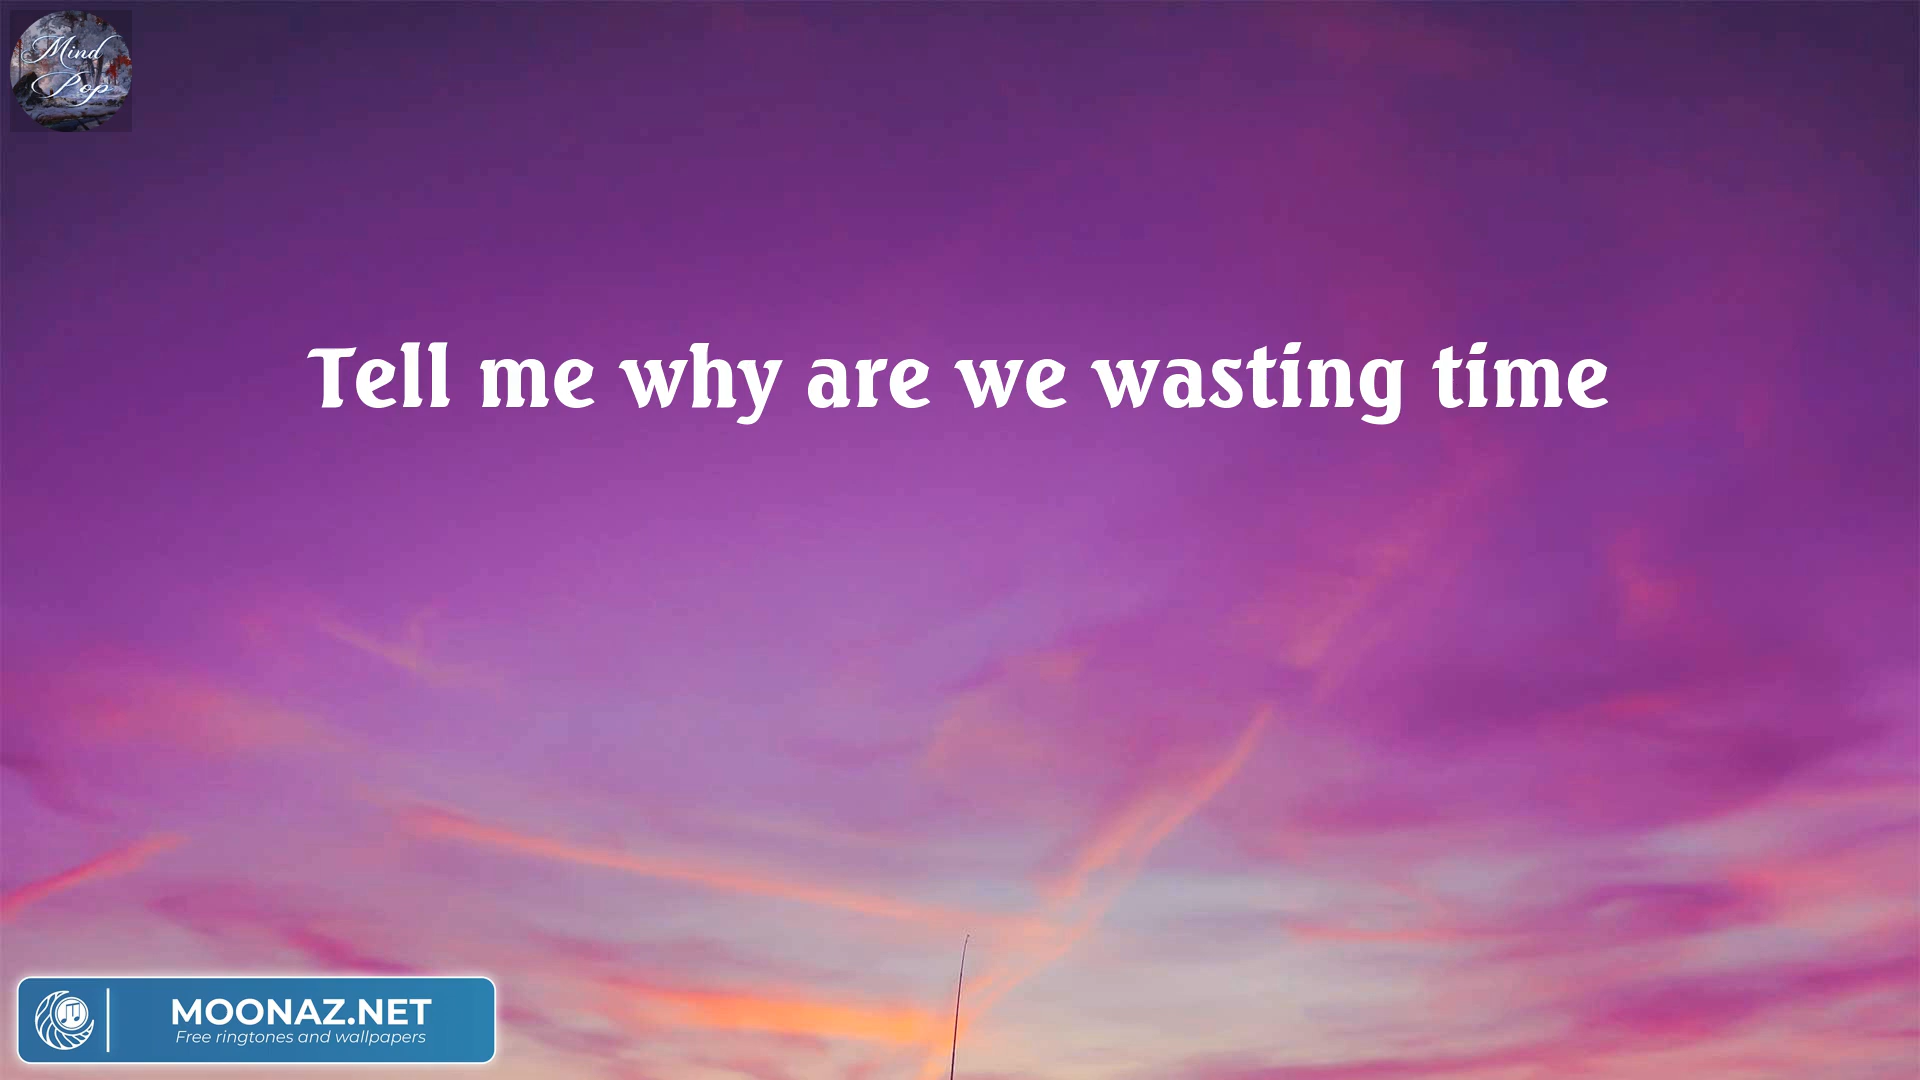 Mind
Pop
Tell me why are we wasting time
MOONAZ.NET
Free ringtones and wallpapers